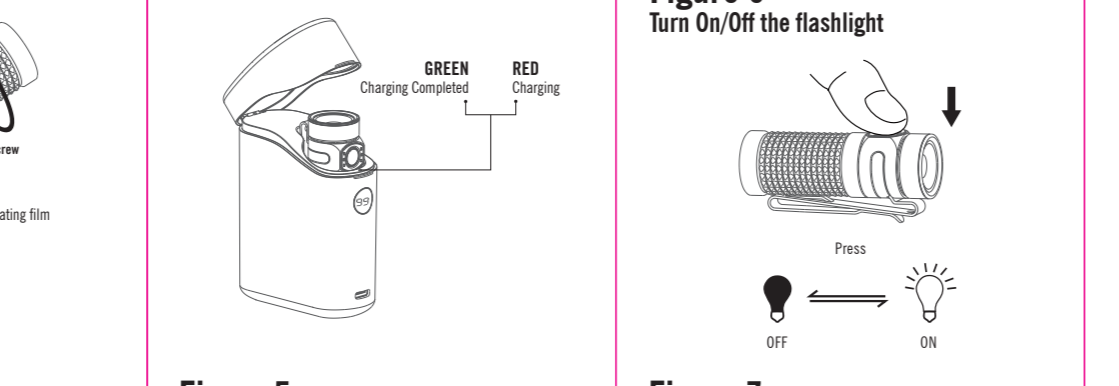 crew
ating film
GREEN
Charging Completed
RED
Charging
99
Turn On/Off the flashlight
Press
OFF
ON